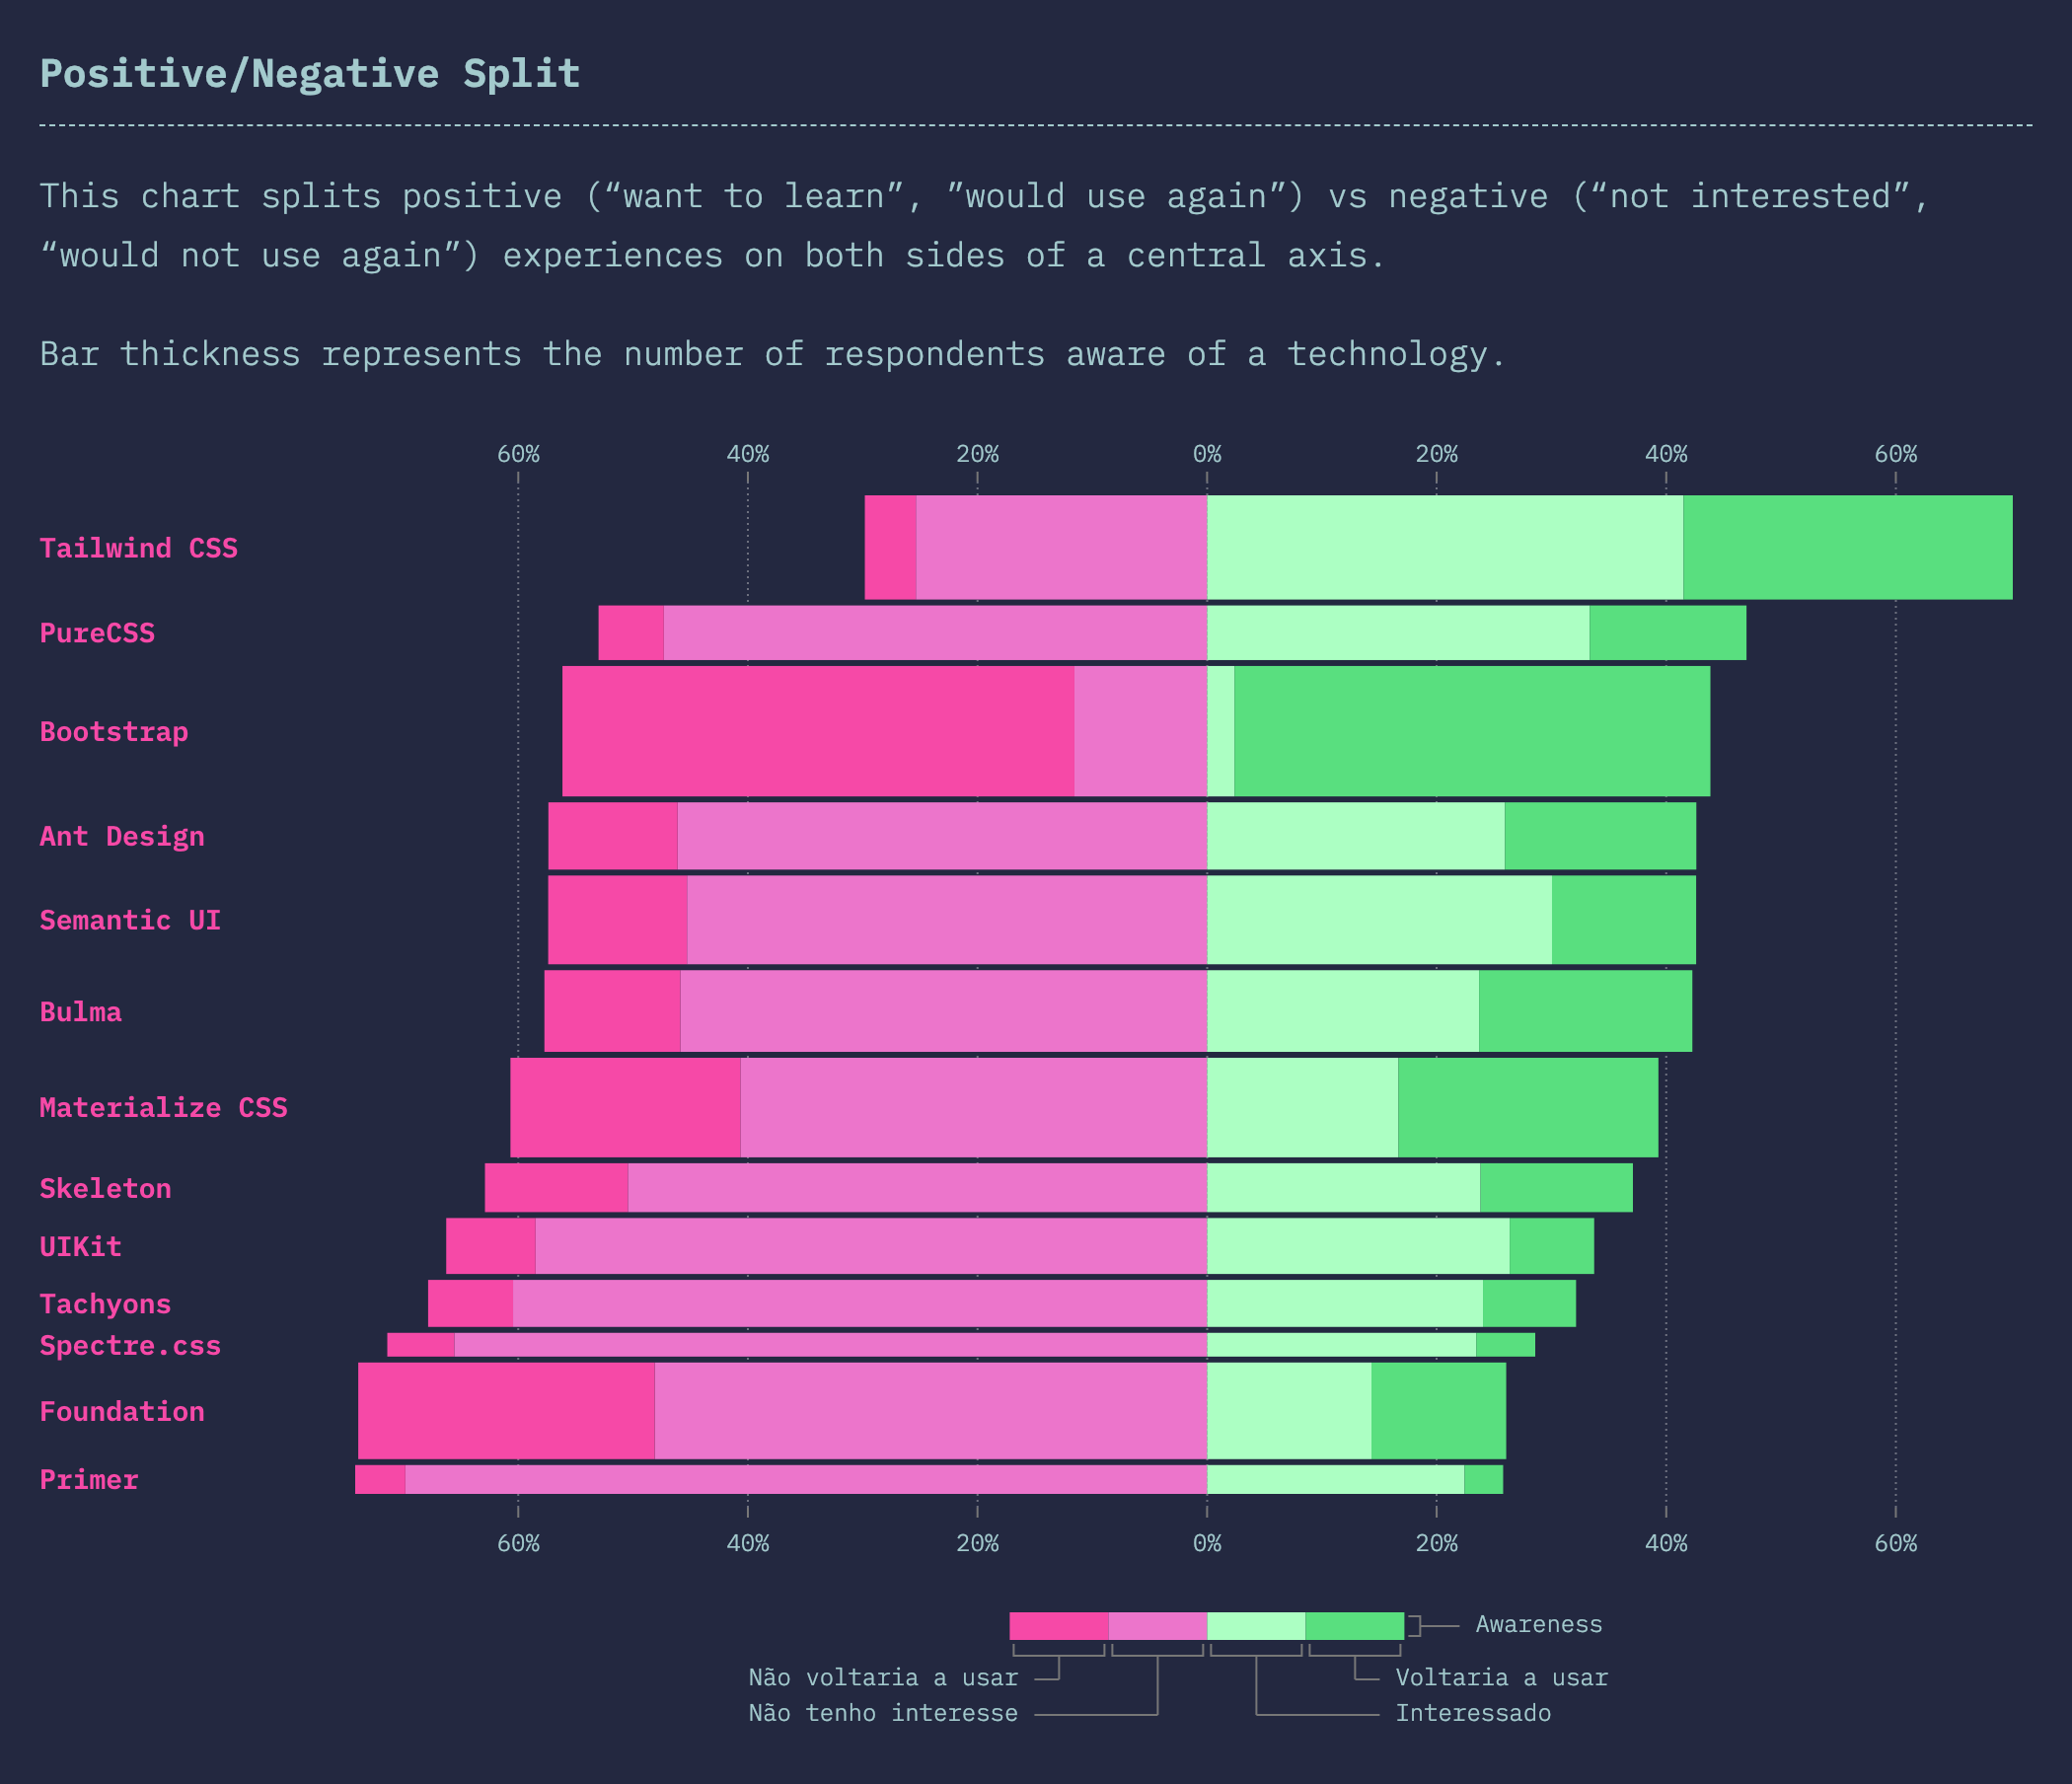 Positive/Negative Split
This chart splits positive (“want to learn”, ”would use again”) vs negative (“not interested”,
“would not use again”) experiences on both sides of a central axis.
Bar thickness represents the number of respondents aware of a technology.
60% 40% 20% 0% 20% 40% 60%
Tailwind CSS
PureCSS
Bootstrap
Ant Design
Semantic UI
Bulma
Materialize CSS
Skeleton
UIKit
Tachyons
Spectre.css
Foundation
Primer
60% 40% 20% 0% 20% 40% 60%
Awareness
Não voltaria a usar Voltaria a usar
Não tenho interesse Interessado